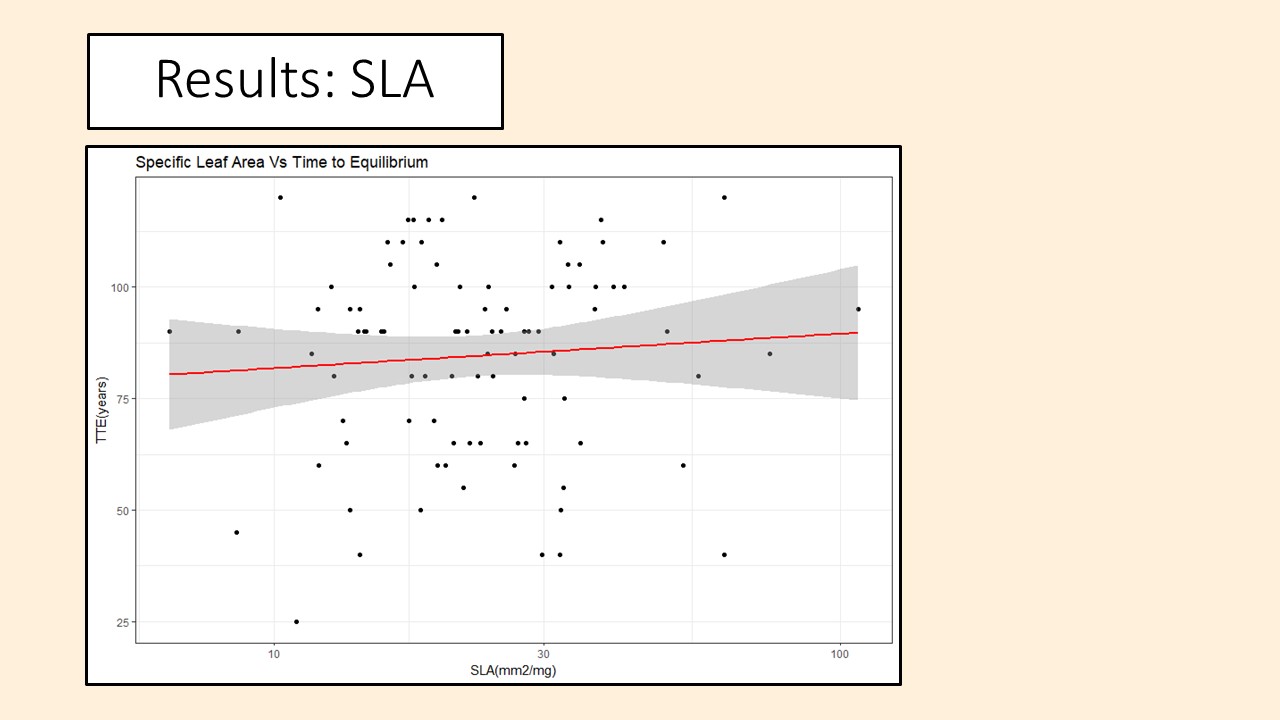 Results: SLA
Specific Leaf Area Vs Time to Equilibrium
TTE(years)
100
75
50
25
10 30 100
SLA(mm2/mg)